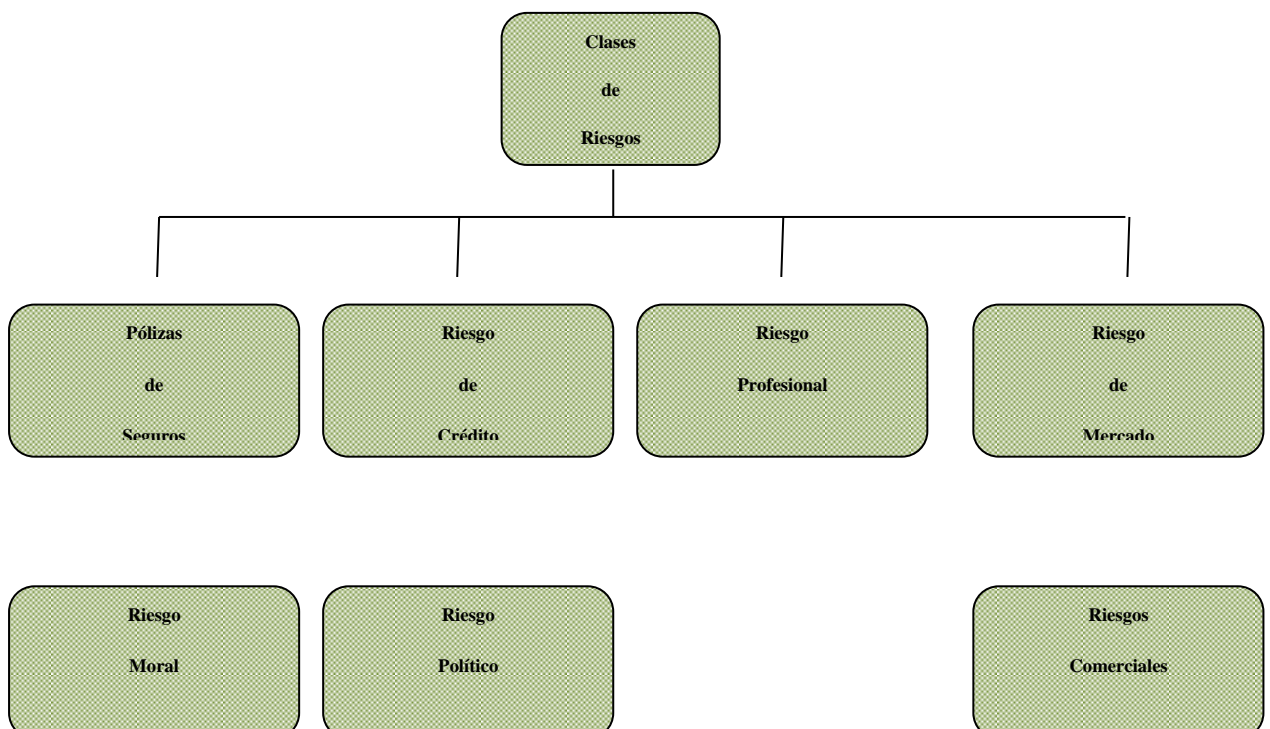 Clases
de
Riesgos
Pólizas
de
Seguros
Riesgo
de
Crédito
Riesgo
Profesional
Riesgo
de
Mercado
Riesgo
Moral
Riesgo
Político
Riesgos
Comerciales